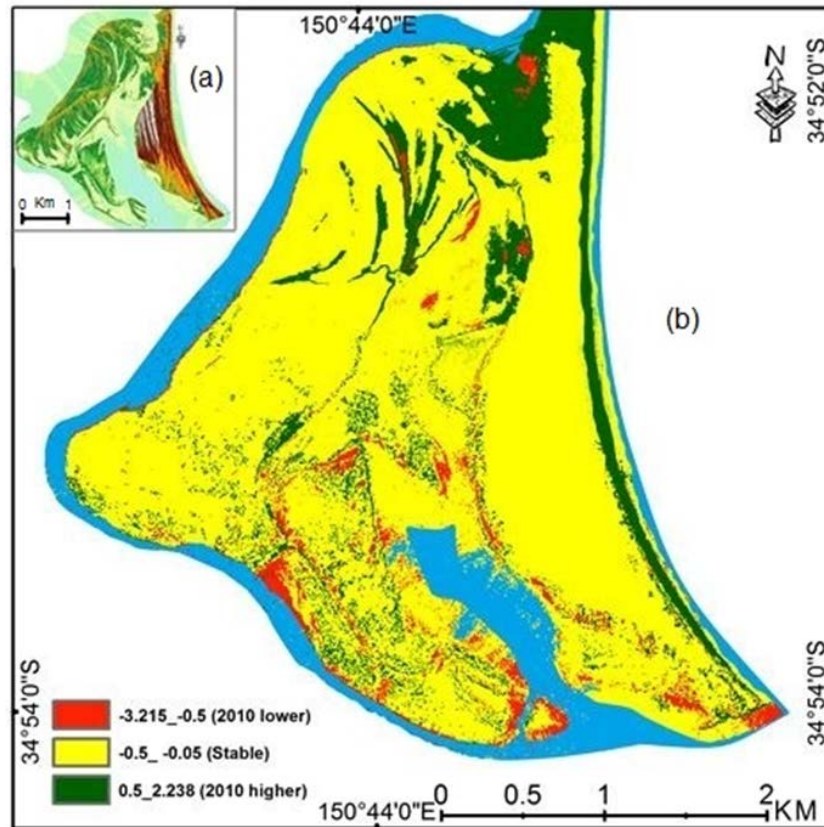 150°44'0"E
(a)
0 Km 1
N
34°52'0"S
(b)
34°54'0"S
34°54'0"S
-3.215_-0.5 (2010 lower)
-0.5_ -0.05 (Stable)
0.5_2.238 (2010 higher)
150°44'0"E
0 0.5 1 2
KM